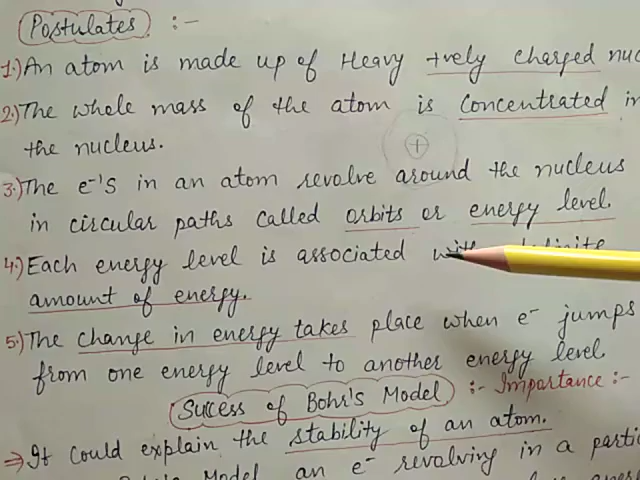 Postulates :-
1.) An atom is made up of Heavy +vely charged nuc
2.) The whole mass of the atom is concentrated in
the nucleus.
+
3.) The e⁻'s in an atom revolve around the nucleus
in circular paths called orbits or energy level.
4.) Each energy level is associated with
amount of energy.
5.) The change in energy takes place when e⁻ jumps
from one energy level to another energy level.
Sucess of Bohr's Model :- Importance :-
⇒ It could explain the stability of an atom.
Model an e⁻ revolving in a partic